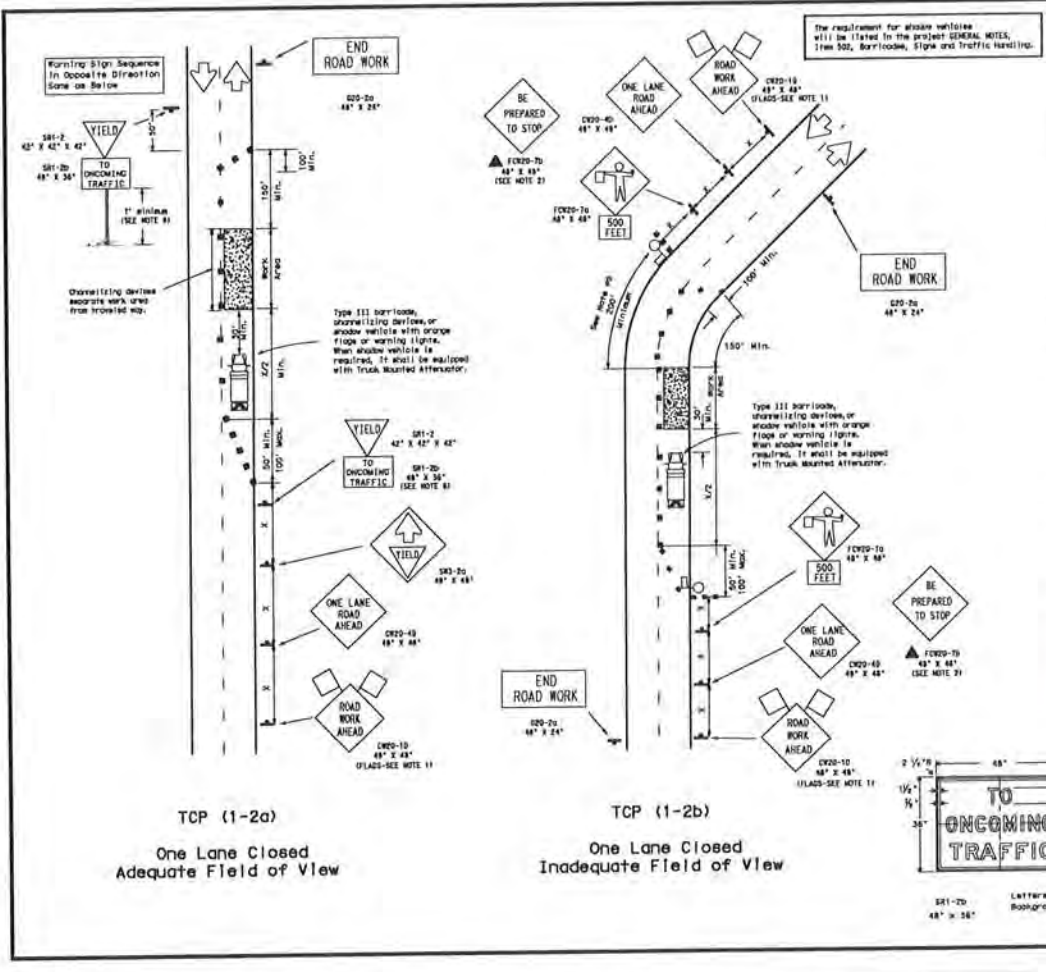 Warning Sign Sequence
in Opposite Direction
Same as Below
END
ROAD WORK
G20-2a
48" X 24"
50'
YIELD
SR1-2
42" X 42" X 42"
TO
ONCOMING
TRAFFIC
SR1-2b
48" X 36"
7' minimum
(SEE NOTE 8)
100'
Min.
150'
Min.
Work
Area
Channelizing devices
separate work area
from traveled way.
30'
Min.
X/2
Min.
Type III barricade,
channelizing devices, or
shadow vehicle with orange
flags or warning lights.
When shadow vehicle is
required, it shall be equipped
with Truck Mounted Attenuator.
50' Min.
100' Max.
YIELD
SR1-2
42" X 42" X 42"
TO
ONCOMING
TRAFFIC
SR1-2b
48" X 36"
X
YIELD
48" X 48"
X
ONE LANE
ROAD
AHEAD
CW20-4D
48" X 48"
X
ROAD
WORK
AHEAD
CW20-1D
48" X 48"
(FLAGS-SEE NOTE 1)
TCP (1-2a)
One Lane Closed
Adequate Field of View
The requirement for shadow vehicles
will be listed in the project GENERAL NOTES,
Item 502, Barricades, Signs and Traffic Handling.
ROAD
WORK
AHEAD
CW20-1D
48" X 48"
(FLAGS-SEE NOTE 1)
ONE LANE
ROAD
AHEAD
CW20-4D
48" X 48"
BE
PREPARED
TO STOP
FCW20-7b
48" X 48"
(SEE NOTE 2)
500
FEET
FCW20-7a
48" X 48"
X
X
X
200'
Minimum
END
ROAD WORK
G20-2a
48" X 24"
100' Min.
150' Min.
Work
Area
30'
Min.
Type III barricade,
channelizing devices, or
shadow vehicle with orange
flags or warning lights.
When shadow vehicle is
required, it shall be equipped
with Truck Mounted Attenuator.
X/2
50' Min.
100' Max.
500
FEET
FCW20-7a
48" X 48"
BE
PREPARED
TO STOP
FCW20-7b
48" X 48"
(SEE NOTE 2)
X
ONE LANE
ROAD
AHEAD
CW20-4D
48" X 48"
X
X
END
ROAD WORK
G20-2a
48" X 24"
ROAD
WORK
AHEAD
CW20-1D
48" X 48"
(FLAGS-SEE NOTE 1)
TCP (1-2b)
One Lane Closed
Inadequate Field of View
48"
36"
TO
ONCOMING
TRAFFIC
SR1-2b
48" x 36"
Letters